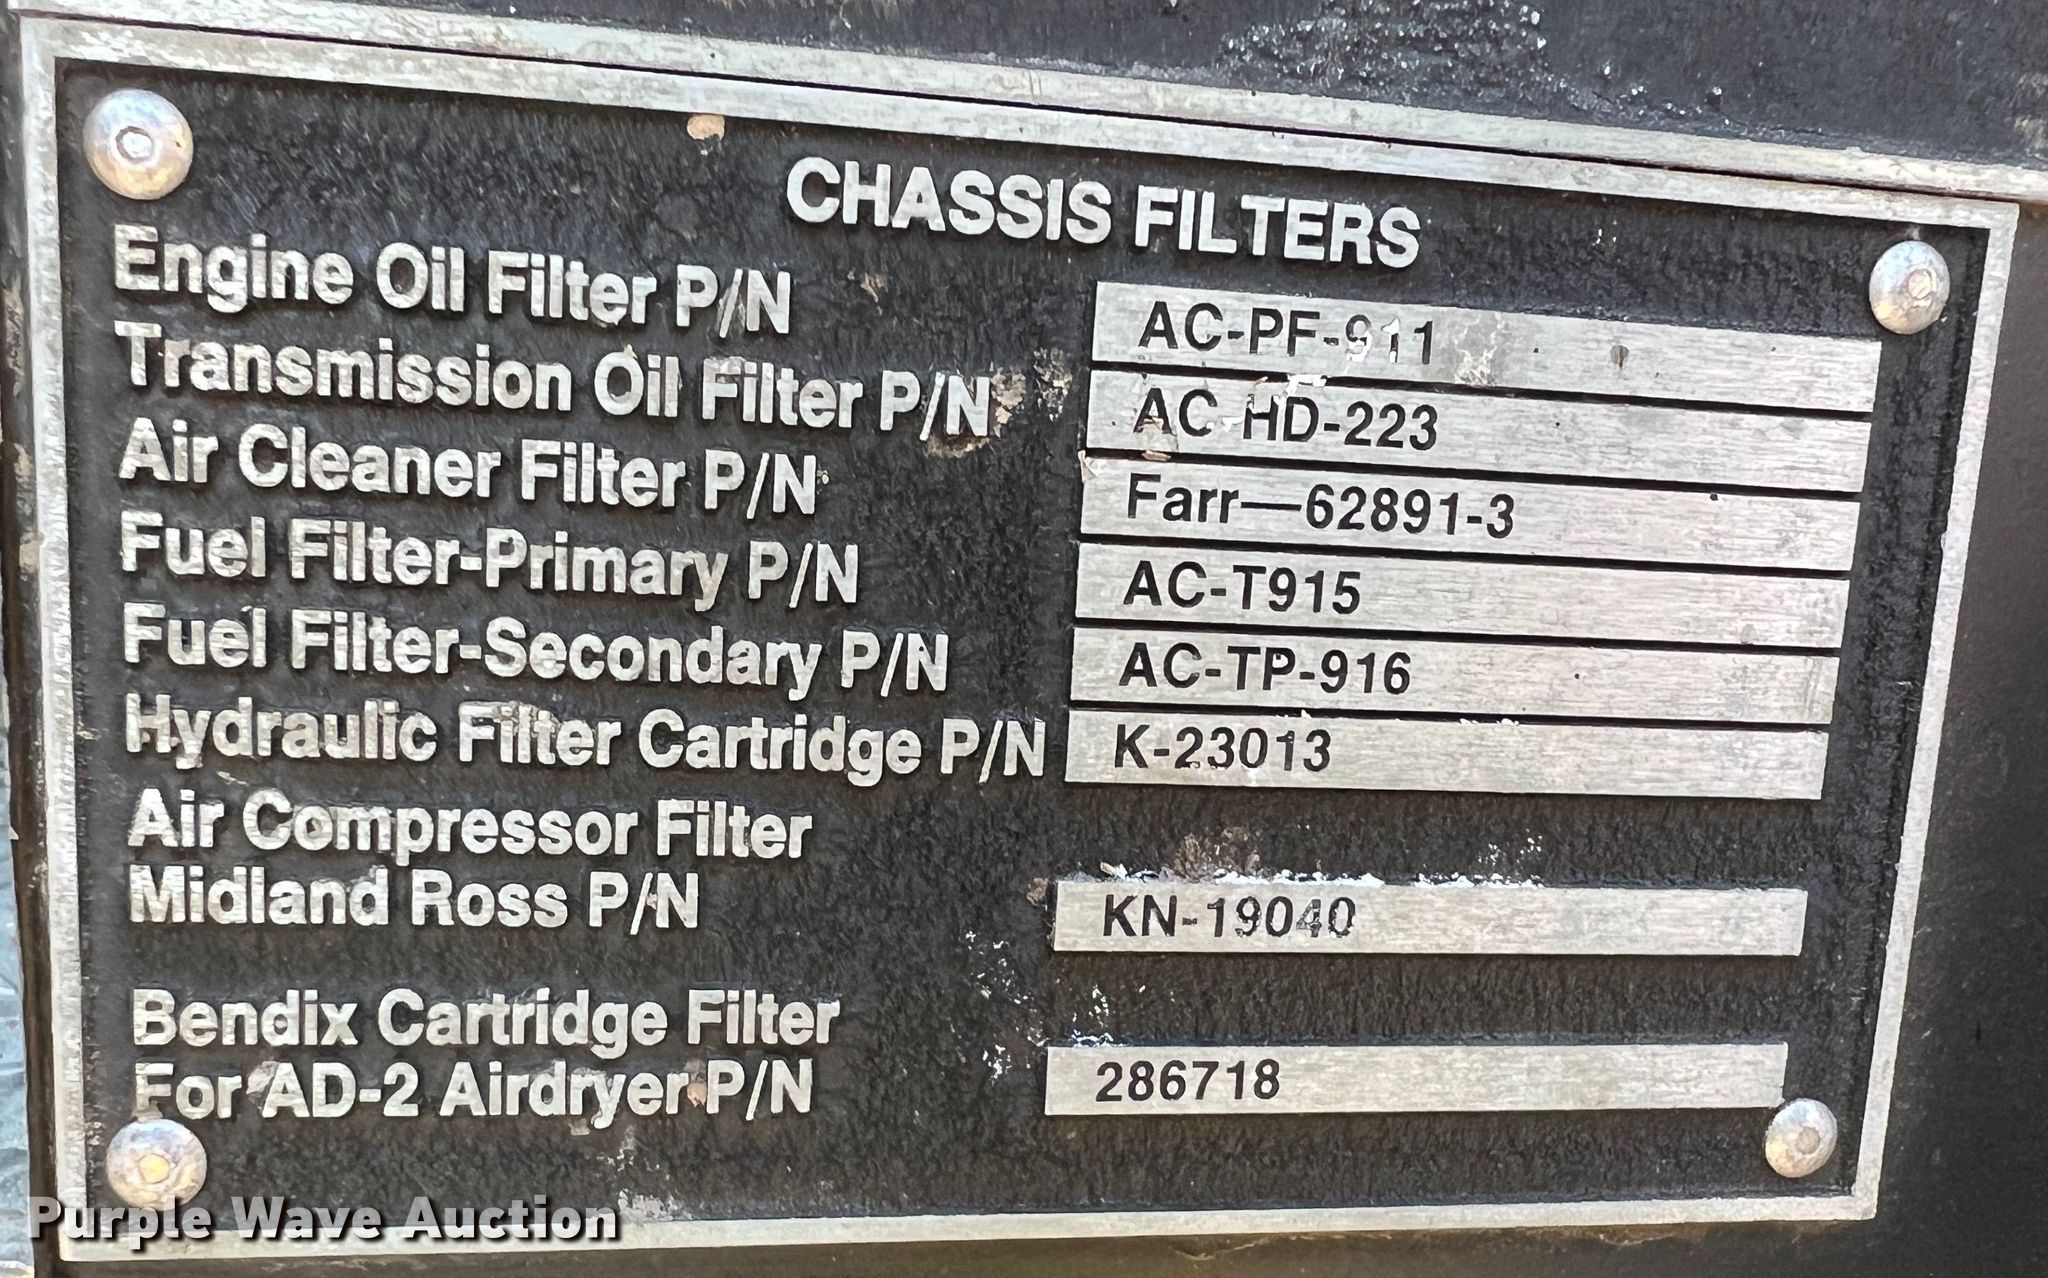 CHASSIS FILTERS
Engine Oil Filter P/N AC-PF-911
Transmission Oil Filter P/N AC-HD-223
Air Cleaner Filter P/N Farr—62891-3
Fuel Filter-Primary P/N AC-T915
Fuel Filter-Secondary P/N AC-TP-916
Hydraulic Filter Cartridge P/N K-23013
Air Compressor Filter
Midland Ross P/N KN-19040
Bendix Cartridge Filter
For AD-2 Airdryer P/N 286718
Purple Wave Auction